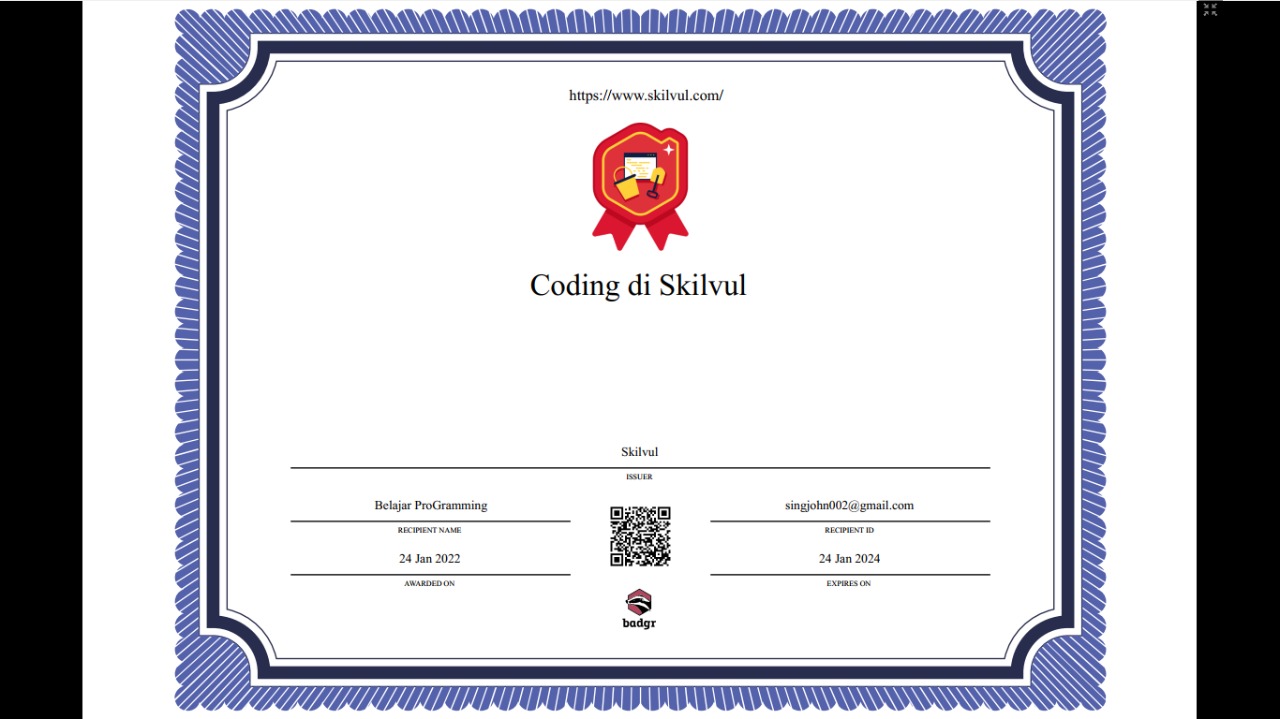 https://www.skilvul.com/
Coding di Skilvul
Skilvul
ISSUER
Belajar ProGramming
RECIPIENT NAME
singjohn002@gmail.com
RECIPIENT ID
24 Jan 2022
AWARDED ON
24 Jan 2024
EXPIRES ON
badgr